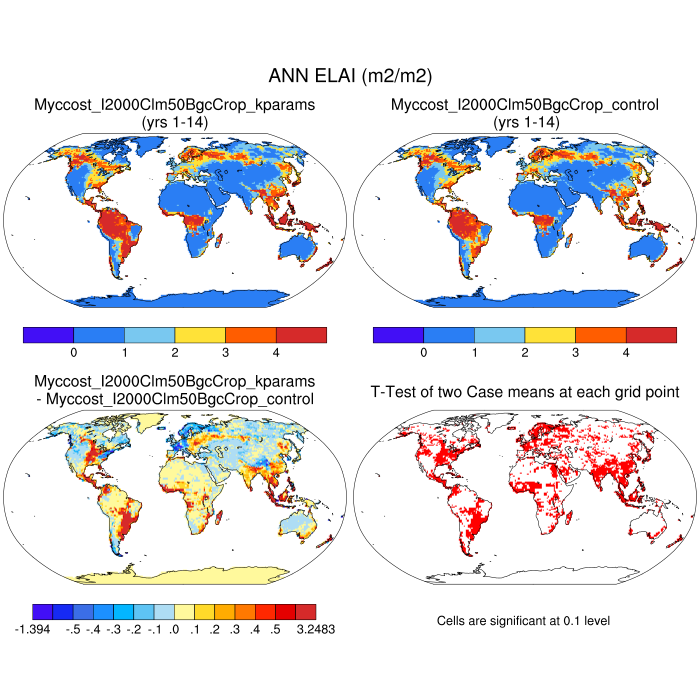 ANN ELAI (m2/m2)
Myccost_I2000Clm50BgcCrop_kparams
(yrs 1-14)
Myccost_I2000Clm50BgcCrop_control
(yrs 1-14)
0 1 2 3 4
0 1 2 3 4
Myccost_I2000Clm50BgcCrop_kparams
- Myccost_I2000Clm50BgcCrop_control
T-Test of two Case means at each grid point
-1.394 -.5 -.4 -.3 -.2 -.1 .0 .1 .2 .3 .4 .5 3.2483
Cells are significant at 0.1 level